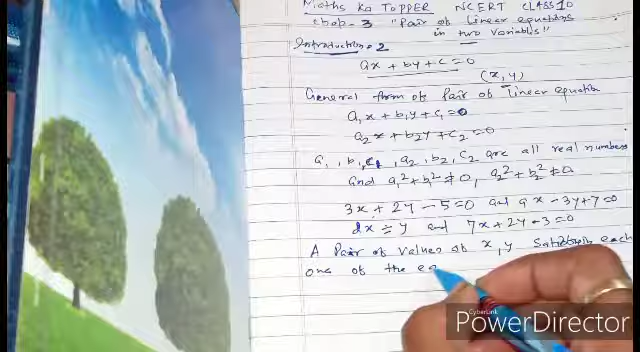 Maths Ka TOPPER NCERT CLASS 10
Chap-3 "Pair of Linear equations
in two variables"
Introduction 2
ax + by + c = 0
(x, y)
General form of Pair of linear equation
a₁x + b₁y + c₁ = 0
a₂x + b₂y + c₂ = 0
a₁, b₁, c₁, a₂, b₂, c₂ are all real numbers
and a₁² + b₁² ≠ 0, a₂² + b₂² ≠ 0
3x + 2y - 5 = 0 and 9x - 3y + 7 = 0
2x = y and 7x + 2y - 3 = 0
A Pair of values of x, y each
one of the eq
CyberLink
PowerDirector